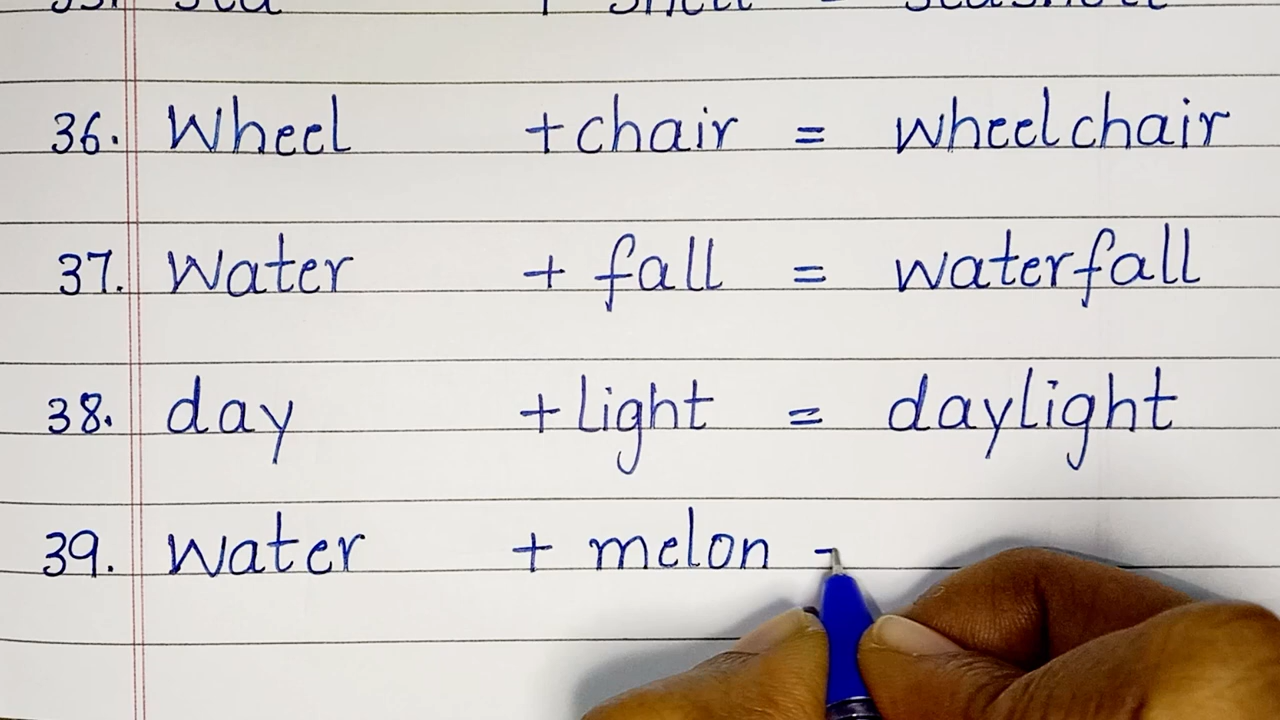 36. Wheel + chair = wheelchair
37. Water + fall = waterfall
38. day + light = daylight
39. Water + melon -